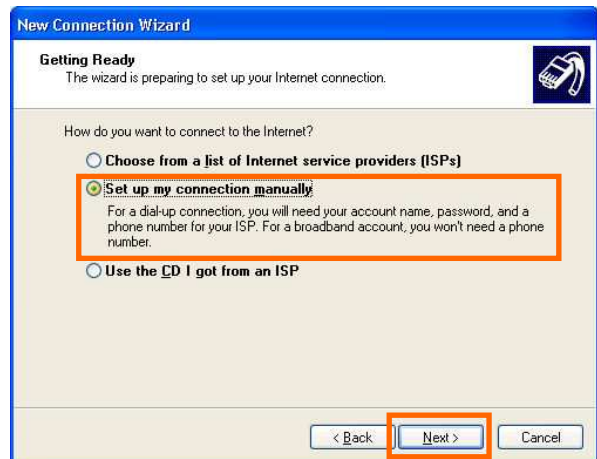 New Connection Wizard
Getting Ready
The wizard is preparing to set up your Internet connection.
How do you want to connect to the Internet?
Choose from a list of Internet service providers (ISPs)
Set up my connection manually
For a dial-up connection, you will need your account name, password, and a
phone number for your ISP. For a broadband account, you won't need a phone
number.
Use the CD I got from an ISP
< Back Next > Cancel